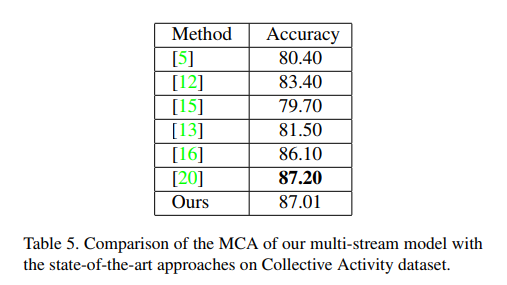 Method Accuracy
[5] 80.40
[12] 83.40
[15] 79.70
[13] 81.50
[16] 86.10
[20] 87.20
Ours 87.01
Table 5. Comparison of the MCA of our multi-stream model with
the state-of-the-art approaches on Collective Activity dataset.